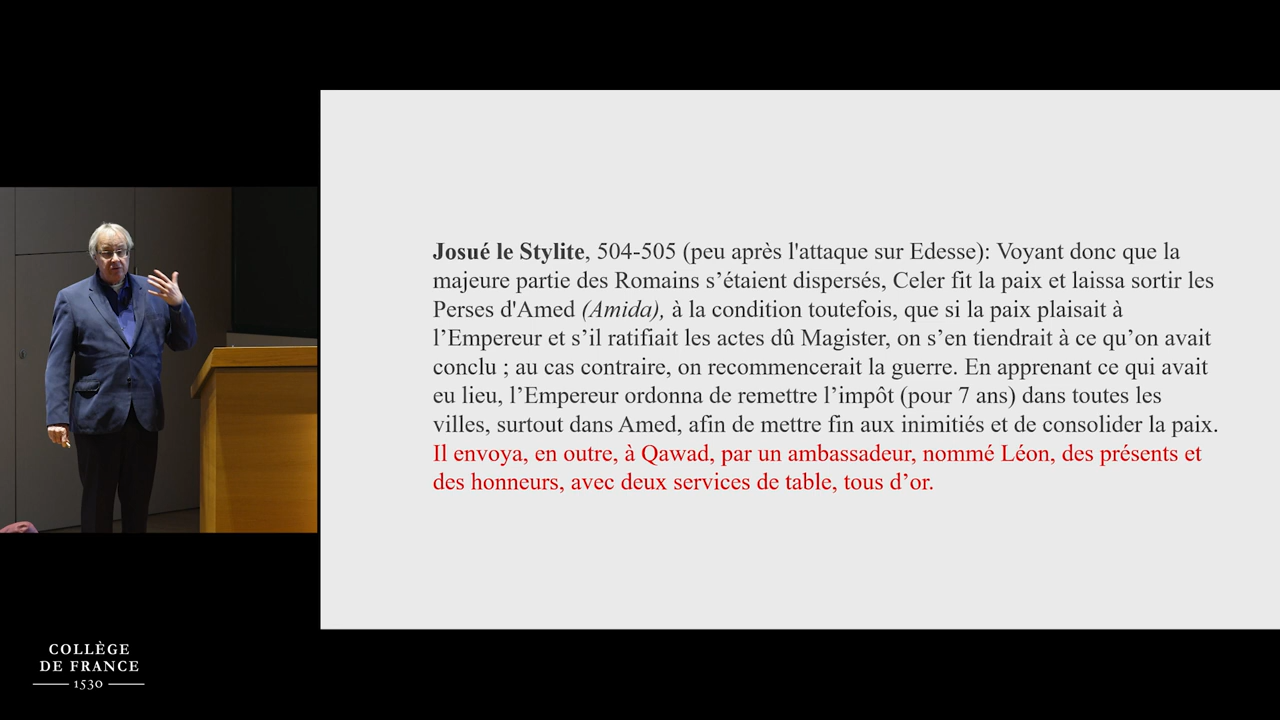 Josué le Stylite, 504-505 (peu après l'attaque sur Edesse): Voyant donc que la
majeure partie des Romains s’étaient dispersés, Celer fit la paix et laissa sortir les
Perses d'Amed (Amida), à la condition toutefois, que si la paix plaisait à
l’Empereur et s’il ratifiait les actes dû Magister, on s’en tiendrait à ce qu’on avait
conclu ; au cas contraire, on recommencerait la guerre. En apprenant ce qui avait
eu lieu, l’Empereur ordonna de remettre l’impôt (pour 7 ans) dans toutes les
villes, surtout dans Amed, afin de mettre fin aux inimitiés et de consolider la paix.
Il envoya, en outre, à Qawad, par un ambassadeur, nommé Léon, des présents et
des honneurs, avec deux services de table, tous d’or.
COLLÈGE
DE FRANCE
1530